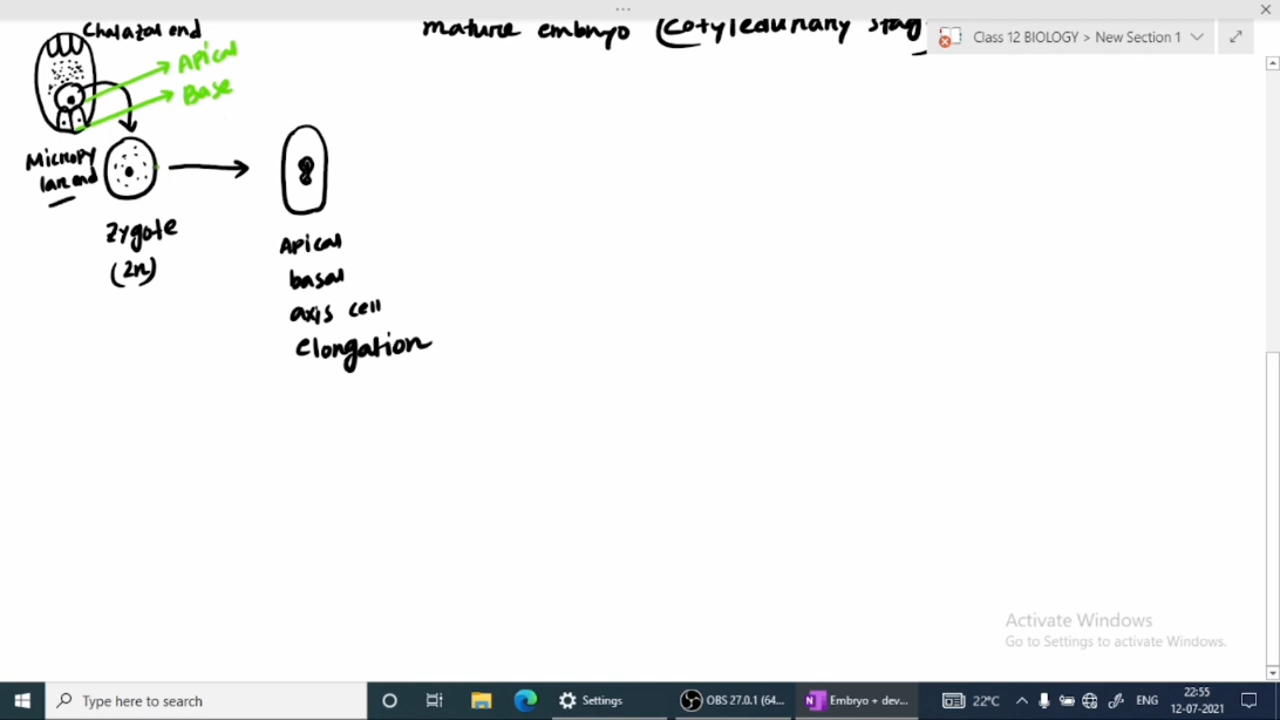 ...
mature embryo (cotyledunary stag
Class 12 BIOLOGY > New Section 1
Chalazal end
Apical
Base
Micropy
lar end
Zygote
(2n)
Apical
basal
axis cell
elongation
Activate Windows
Go to Settings to activate Windows.
Type here to search
Settings
OBS 27.0.1 (64...
Embryo + dev...
22°C
ENG
22:55
12-07-2021